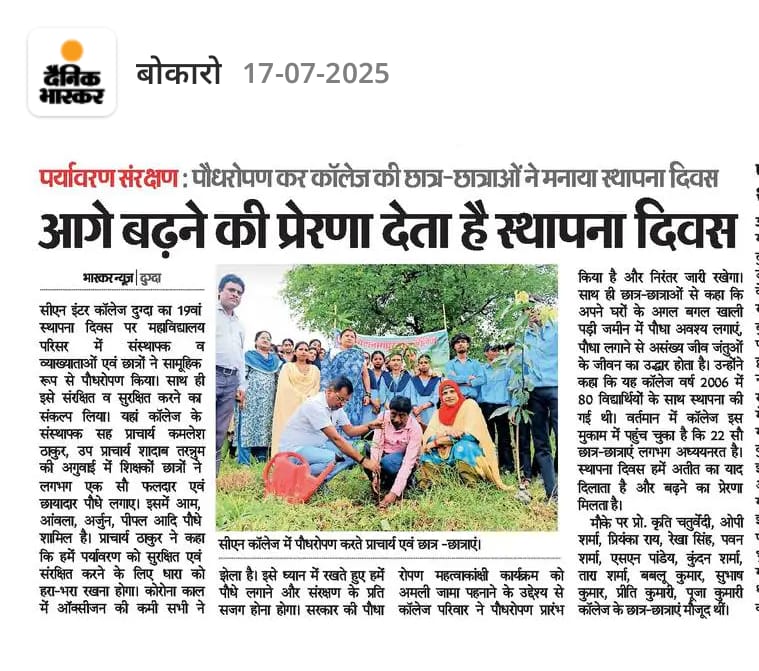 दैनिक
भास्कर
बोकारो 17-07-2025
पर्यावरण संरक्षण : पौधरोपण कर कॉलेज की छात्र-छात्राओं ने मनाया स्थापना दिवस
आगे बढ़ने की प्रेरणा देता है स्थापना दिवस
भास्कर न्यूज़ | दुग्दा
सीएन इंटर कॉलेज दुग्दा का 19वां
स्थापना दिवस पर महाविद्यालय
परिसर में संस्थापक व
व्याख्याताओं एवं छात्रों ने सामूहिक
रूप से पौधरोपण किया। साथ ही
इसे संरक्षित व सुरक्षित करने का
संकल्प लिया। यहां कॉलेज के
संस्थापक सह प्राचार्य कमलेश
ठाकुर, उप प्राचार्य शादाब तरन्नुम
की अगुवाई में शिक्षकों छात्रों ने
लगभग एक सौ फलदार एवं
छायादार पौधे लगाए। इसमें आम,
आंवला, अर्जुन, पीपल आदि पौधे
शामिल है। प्राचार्य ठाकुर ने कहा
कि हमें पर्यावरण को सुरक्षित एवं
संरक्षित करने के लिए धारा को
हरा-भरा रखना होगा। कोरोना काल
में ऑक्सीजन की कमी सभी ने
सीएन कॉलेज में पौधरोपण करते प्राचार्य एवं छात्र -छात्राएं।
झेला है। इसे ध्यान में रखते हुए हमें
पौधे लगाने और संरक्षण के प्रति
सजग होना होगा। सरकार की पौधा
रोपण महत्वाकांक्षी कार्यक्रम को
अमली जामा पहनाने के उद्देश्य से
कॉलेज परिवार ने पौधरोपण प्रारंभ
किया है और निरंतर जारी रखेगा।
साथ ही छात्र-छात्राओं से कहा कि
अपने घरों के अगल बगल खाली
पड़ी जमीन में पौधा अवश्य लगाएं,
पौधा लगाने से असंख्य जीव जंतुओं
के जीवन का उद्धार होता है। उन्होंने
कहा कि यह कॉलेज वर्ष 2006 में
80 विद्यार्थियों के साथ स्थापना की
गई थी। वर्तमान में कॉलेज इस
मुकाम में पहुंच चुका है कि 22 सौ
छात्र-छात्राएं लगभग अध्ययनरत है।
स्थापना दिवस हमें अतीत का याद
दिलाता है और बढ़ने का प्रेरणा
मिलता है।
मौके पर प्रो. कृति चतुर्वेदी, ओपी
शर्मा, प्रियंका राय, रेखा सिंह, पवन
शर्मा, एसएन पांडेय, कुंदन शर्मा,
तारा शर्मा, बबलू कुमार, सुभाष
कुमार, प्रीति कुमारी, पूजा कुमारी
कॉलेज के छात्र-छात्राएं मौजूद थीं।